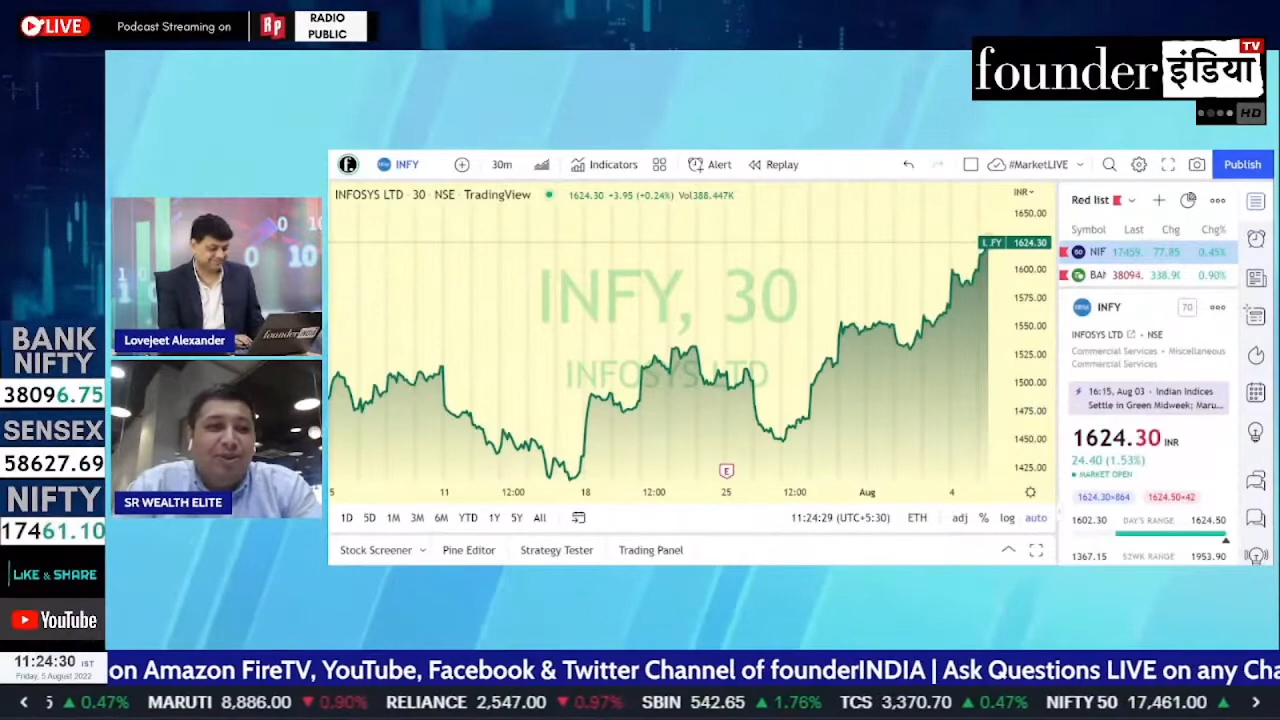 LIVE
Podcast Streaming on
Rp
RADIO
PUBLIC
founder इंडिया TV
HD
INFY
30m
Indicators
Alert
Replay
#MarketLIVE
Publish
INFOSYS LTD · 30 · NSE · TradingView
1624.30 +3.95 (+0.24%) Vol388.447K
INR
1650.00
1624.30
1600.00
1575.00
1550.00
1525.00
1500.00
1475.00
1450.00
1425.00
INFY, 30
INFOSYS LTD
E
5
11
12:00
18
12:00
25
12:00
Aug
4
1D 5D 1M 3M 6M YTD 1Y 5Y All
11:24:29 (UTC+5:30)
ETH
adj % log auto
Stock Screener
Pine Editor
Strategy Tester
Trading Panel
Red list
Symbol Last Chg Chg%
NIF 17459. 77.85 0.45%
BAN 38094. 338.90 0.90%
INFY
70
INFOSYS LTD · NSE
Commercial Services · Miscellaneous
Commercial Services
16:15, Aug 03 · Indian Indices
Settle in Green Midweek; Maru...
1624.30 INR
24.40 (1.53%)
MARKET OPEN
1624.30×864
1624.50×42
1602.30 DAY'S RANGE 1624.50
1367.15 52WK RANGE 1953.90
Lovejeet Alexander
founder
SR WEALTH ELITE
BANK
NIFTY
38096.75
SENSEX
58627.69
NIFTY
17461.10
LiKE & SHARE
YouTube
11:24:30 IST
Friday, 5 August 2022
on Amazon FireTV, YouTube, Facebook & Twitter Channel of founderINDIA | Ask Questions LIVE on any Cha
5 ▲ 0.47% MARUTI 8,886.00 ▼ 0.90% RELIANCE 2,547.00 ▼ 0.97% SBIN 542.65 ▲ 1.76% TCS 3,370.70 ▲ 0.47% NIFTY 50 17,461.00 ▲